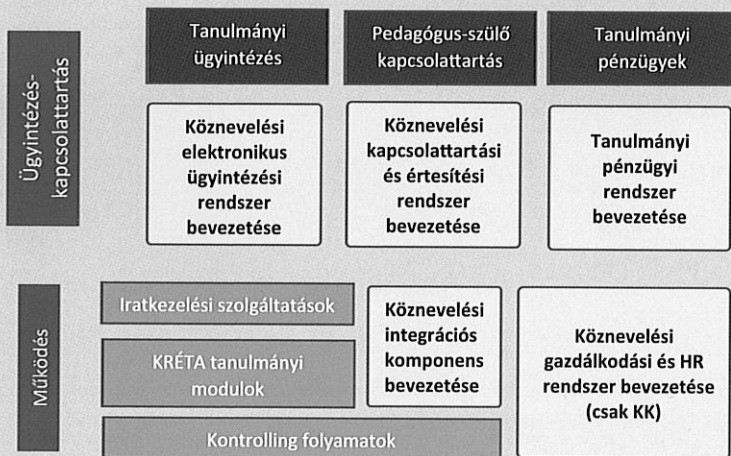 Ügyintézés-
kapcsolattartás
Tanulmányi
ügyintézés
Pedagógus-szülő
kapcsolattartás
Tanulmányi
pénzügyek
Köznevelési
elektronikus
ügyintézési
rendszer
bevezetése
Köznevelési
kapcsolattartási
és értesítési
rendszer
bevezetése
Tanulmányi
pénzügyi
rendszer
bevezetése
Működés
Iratkezelési szolgáltatások
KRÉTA tanulmányi
modulok
Kontrolling folyamatok
Köznevelési
integrációs
komponens
bevezetése
Köznevelési
gazdálkodási és HR
rendszer bevezetése
(csak KK)